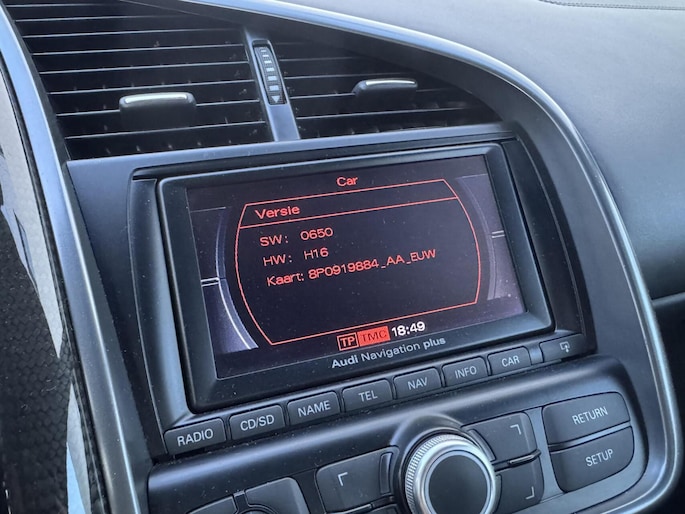 Car
Versie
SW: 0650
HW: H16
Kaart: 8P0919884_AA_EUW
TP TMC 18:49
Audi Navigation plus
RADIO CD/SD NAME TEL NAV INFO CAR
RETURN
SETUP